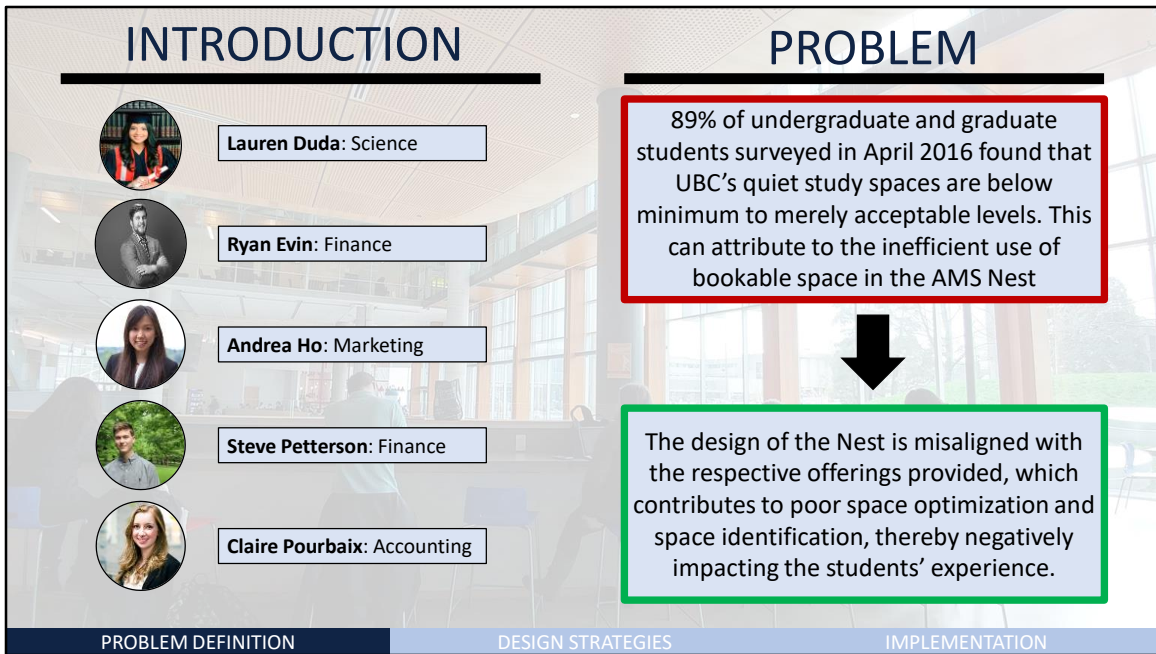 INTRODUCTION
Lauren Duda: Science
Ryan Evin: Finance
Andrea Ho: Marketing
Steve Petterson: Finance
Claire Pourbaix: Accounting
PROBLEM
89% of undergraduate and graduate
students surveyed in April 2016 found that
UBC’s quiet study spaces are below
minimum to merely acceptable levels. This
can attribute to the inefficient use of
bookable space in the AMS Nest
The design of the Nest is misaligned with
the respective offerings provided, which
contributes to poor space optimization and
space identification, thereby negatively
impacting the students’ experience.
PROBLEM DEFINITION
DESIGN STRATEGIES
IMPLEMENTATION